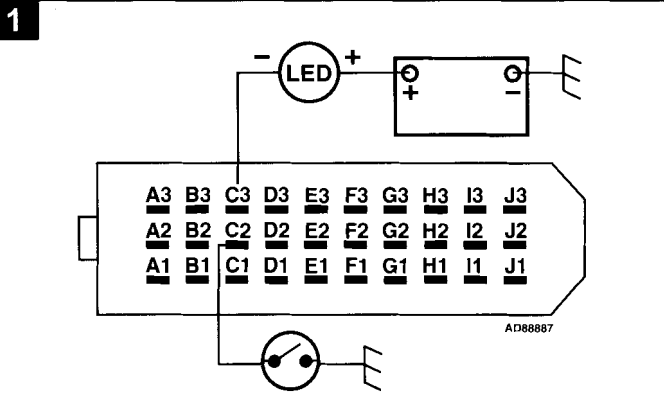 1
− LED +
+ −
A3 B3 C3 D3 E3 F3 G3 H3 I3 J3
A2 B2 C2 D2 E2 F2 G2 H2 I2 J2
A1 B1 C1 D1 E1 F1 G1 H1 I1 J1
AD88887